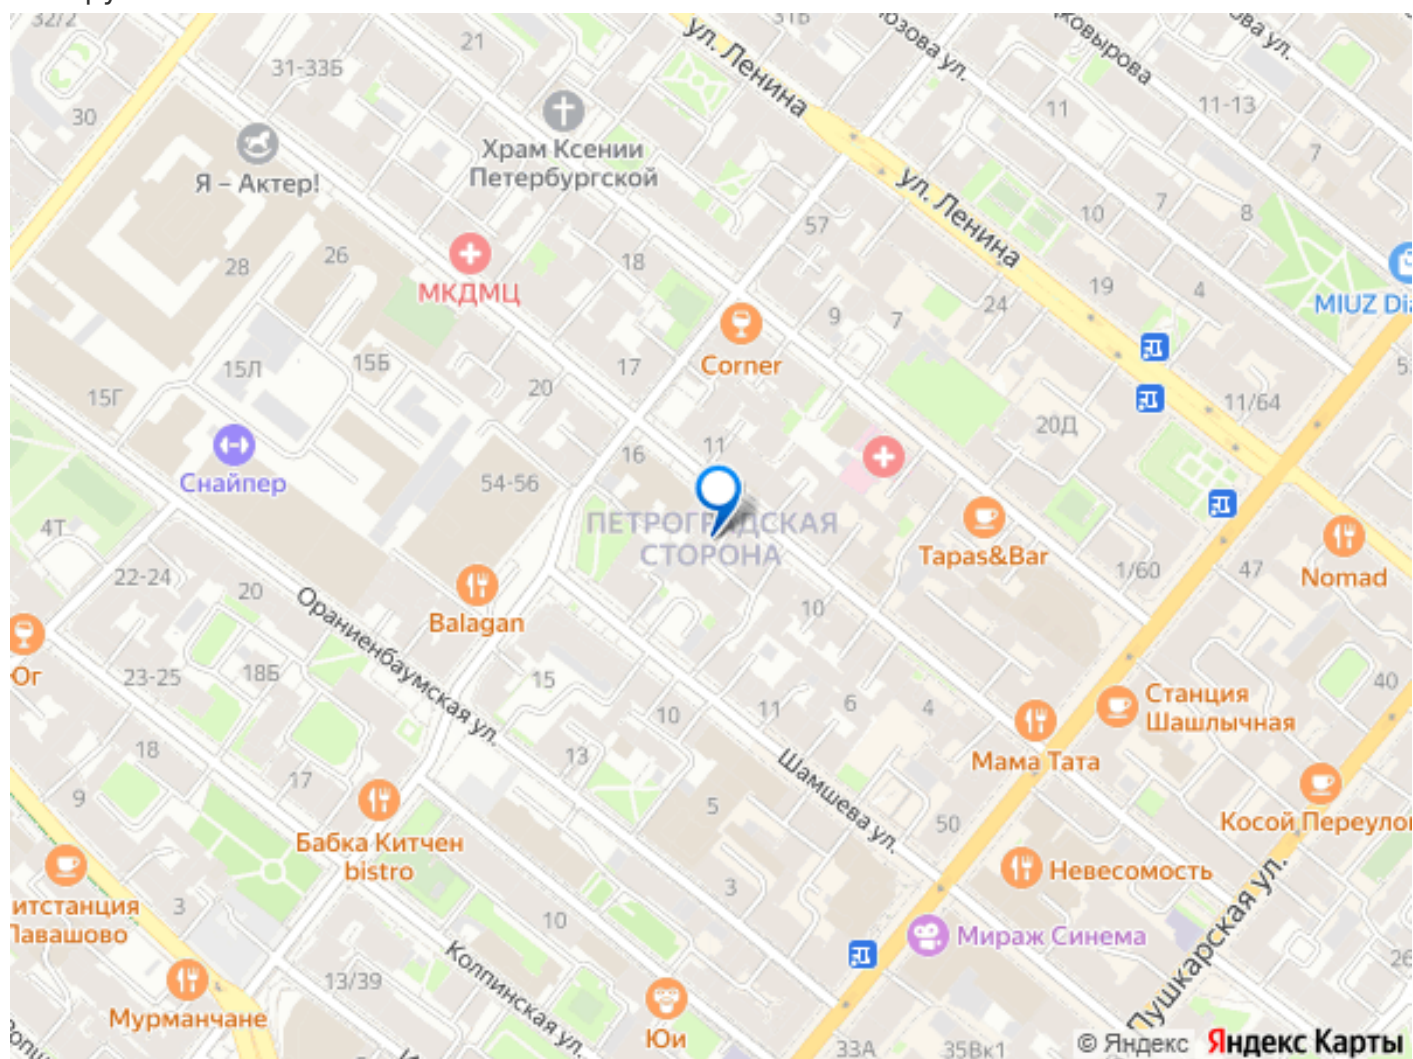 32/2
21
31Б
ул. Ленина
31-33Б
30
11
11-13
Храм Ксении
Петербургской
Я – Актер!
7
ул. Ленина
10
7
8
57
26
28
18
МКДМЦ
19
4
24
MIUZ
9
7
Corner
17
15Б
15Л
20
15Г
11/64
20Д
11
16
Снайпер
54-56
4Т
ПЕТРОГРАДСКАЯ
СТОРОНА
Tapas&Bar
1/60
47
Nomad
22-24
20
Ораниенбаумская ул.
Balagan
10
Юг
23-25
18Б
15
40
Станция
Шашлычная
10
11
6
4
Мама Тата
18
13
17
Шамшева ул.
9
5
50
Косой Переулок
Бабка Китчен
bistro
Невесомость
3
3
10
Мираж Синема
Пушкарская ул.
Колпинская ул.
13/39
26
Мурманчане
Юи
33А
35Вк1
© Яндекс
Яндекс Карты